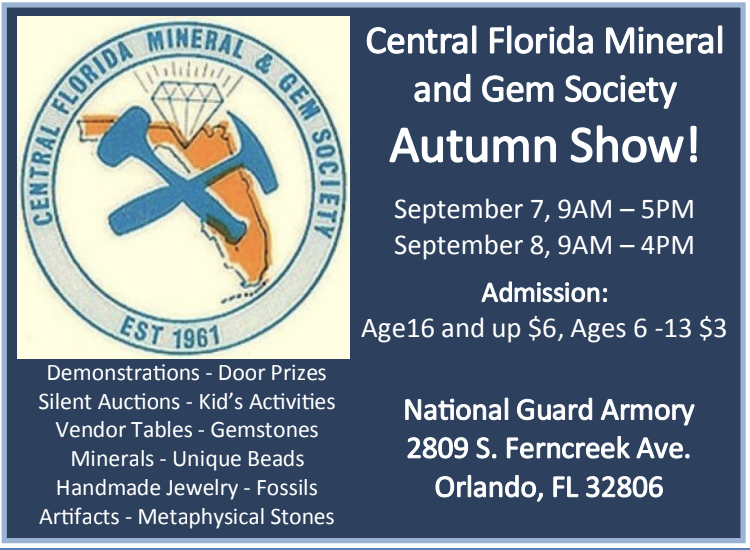 CENTRAL FLORIDA MINERAL & GEM SOCIETY
EST 1961
Demonstrations - Door Prizes
Silent Auctions - Kid's Activities
Vendor Tables - Gemstones
Minerals - Unique Beads
Handmade Jewelry - Fossils
Artifacts - Metaphysical Stones
Central Florida Mineral
and Gem Society
Autumn Show!
September 7, 9AM – 5PM
September 8, 9AM – 4PM
Admission:
Age16 and up $6, Ages 6 -13 $3
National Guard Armory
2809 S. Ferncreek Ave.
Orlando, FL 32806